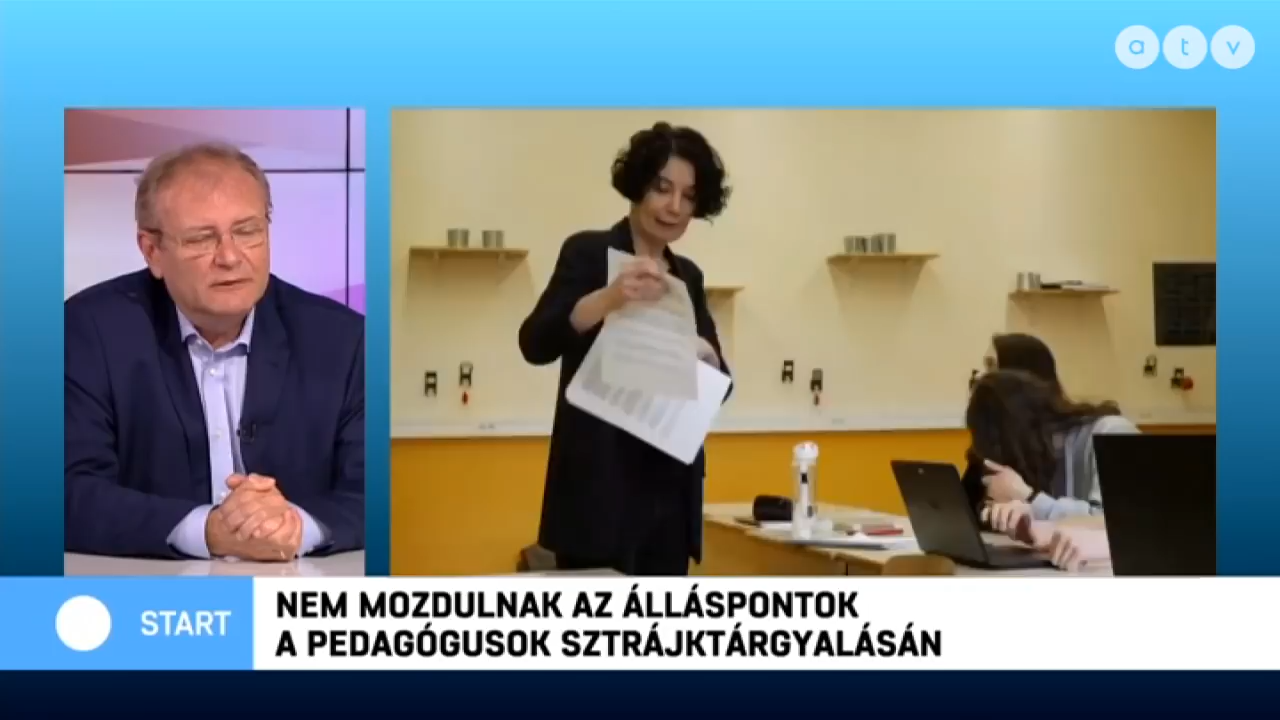 atv
START
NEM MOZDULNAK AZ ÁLLÁSPONTOK
A PEDAGÓGUSOK SZTRÁJKTÁRGYALÁSÁN